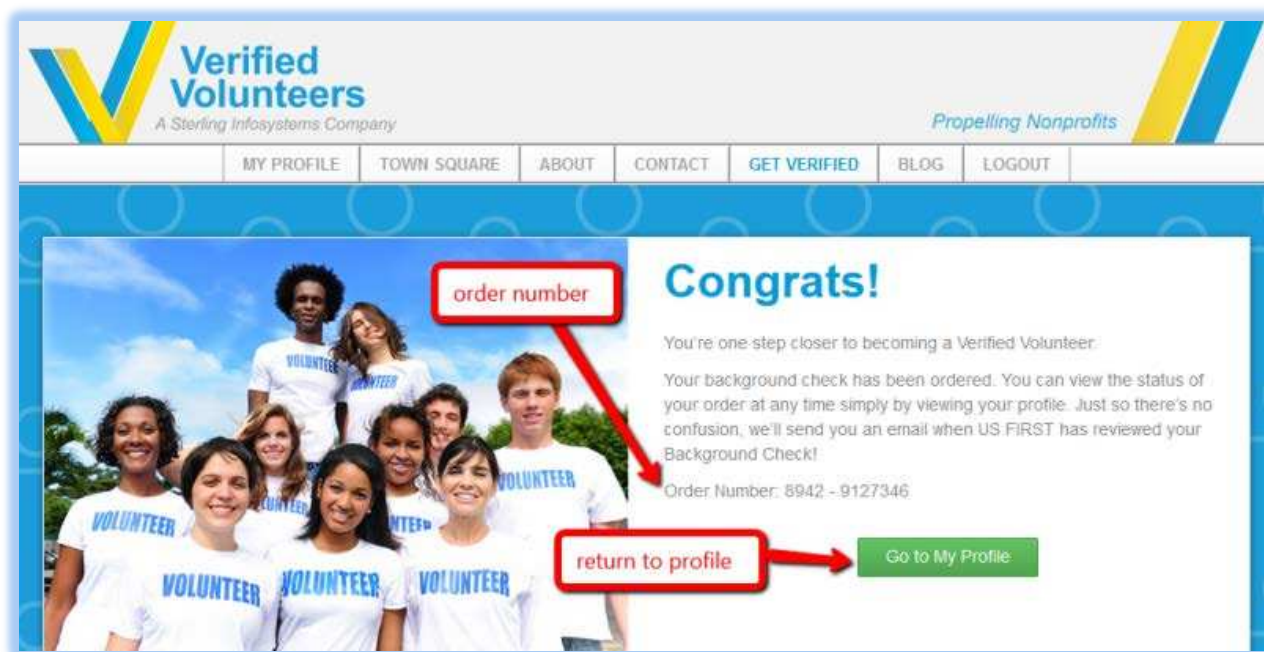 Verified
Volunteers
A Sterling Infosystems Company
Propelling Nonprofits
MY PROFILE TOWN SQUARE ABOUT CONTACT GET VERIFIED BLOG LOGOUT
order number
Congrats!
You're one step closer to becoming a Verified Volunteer.
Your background check has been ordered. You can view the status of
your order at any time simply by viewing your profile. Just so there's no
confusion, we'll send you an email when US FIRST has reviewed your
Background Check!
Order Number: 8942 - 9127346
return to profile
Go to My Profile
VOLUNTEER
VOLUNTEER
VOLUNTEER
VOLUNTEER
VOLUNTEER
VOLUNTEER